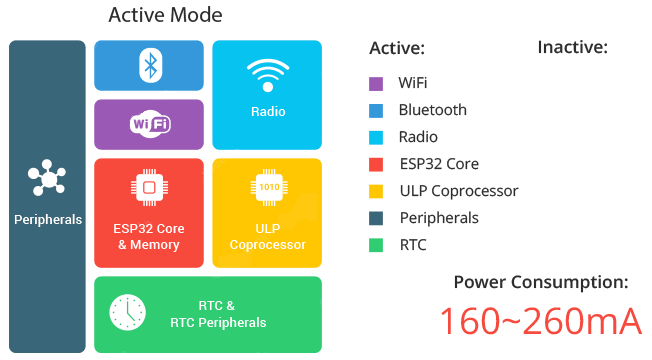 Active Mode
Peripherals
WiFi
Radio
ESP32 Core
& Memory
1010
ULP
Coprocessor
RTC &
RTC Peripherals
Active:
WiFi
Bluetooth
Radio
ESP32 Core
ULP Coprocessor
Peripherals
RTC
Inactive:
Power Consumption:
160~260mA